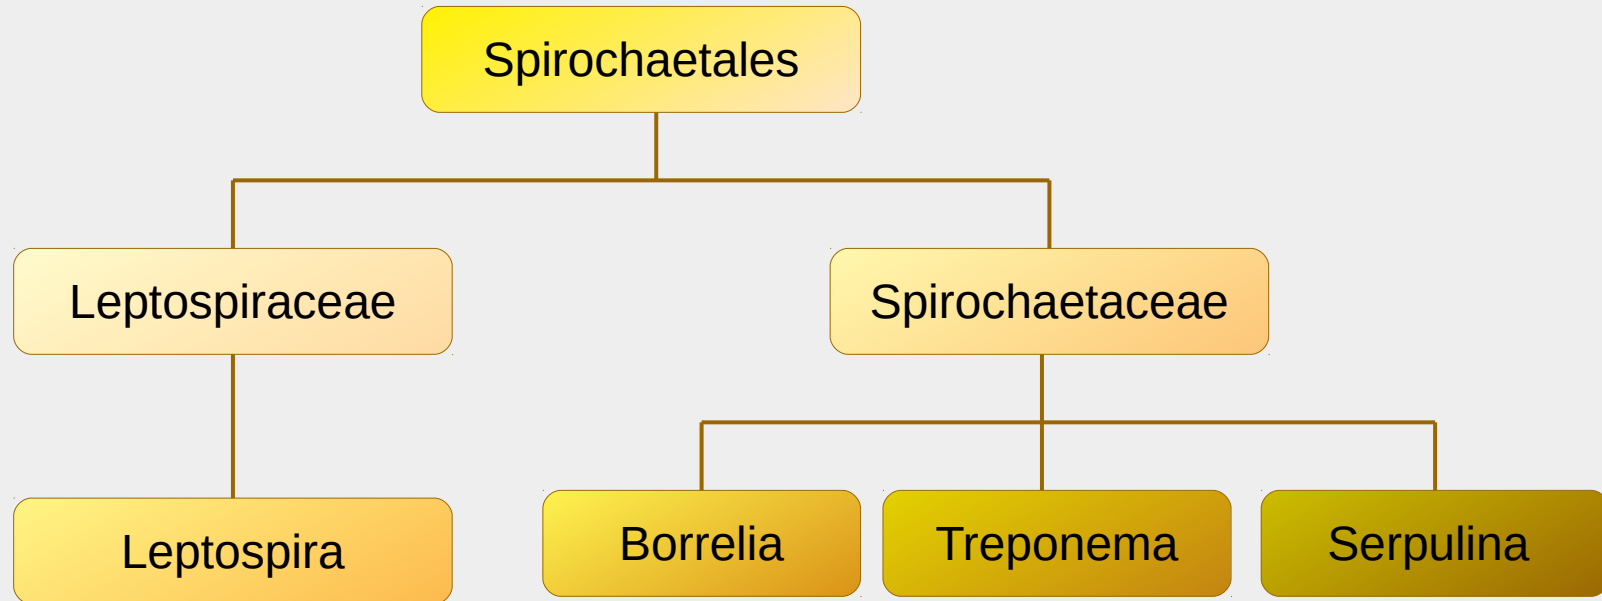 Spirochaetales
Leptospiraceae
Spirochaetaceae
Leptospira
Borrelia
Treponema
Serpulina